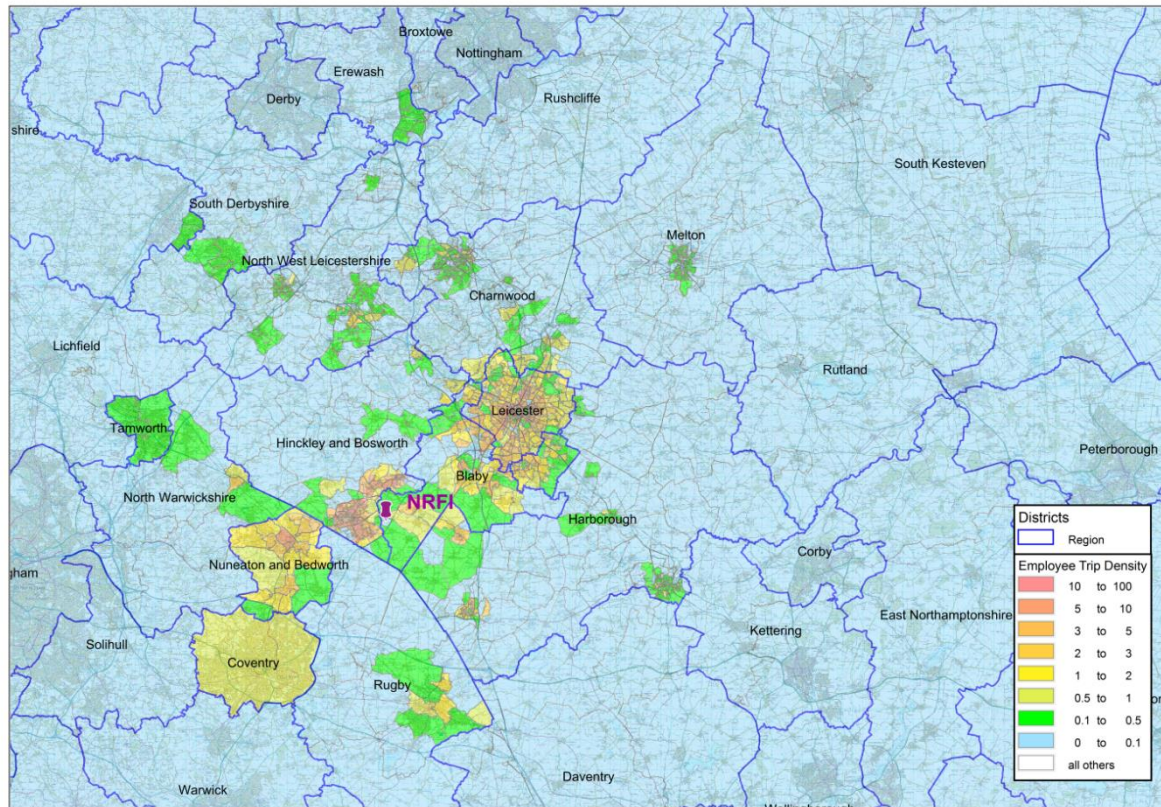 Broxtowe
Nottingham
Erewash
Derby
Rushcliffe
shire
South Kesteven
South Derbyshire
Melton
North West Leicestershire
Charnwood
Lichfield
Rutland
Leicester
Tamworth
Hinckley and Bosworth
Peterborough
Blaby
North Warwickshire
NRFI
Harborough
Districts
Region
Corby
Nuneaton and Bedworth
Employee Trip Density
10 to 100
gham
5 to 10
East Northamptonshire
Kettering
3 to 5
Solihull
2 to 3
Coventry
1 to 2
Rugby
0.5 to 1
0.1 to 0.5
0 to 0.1
all others
Daventry
Warwick
Wellingborough